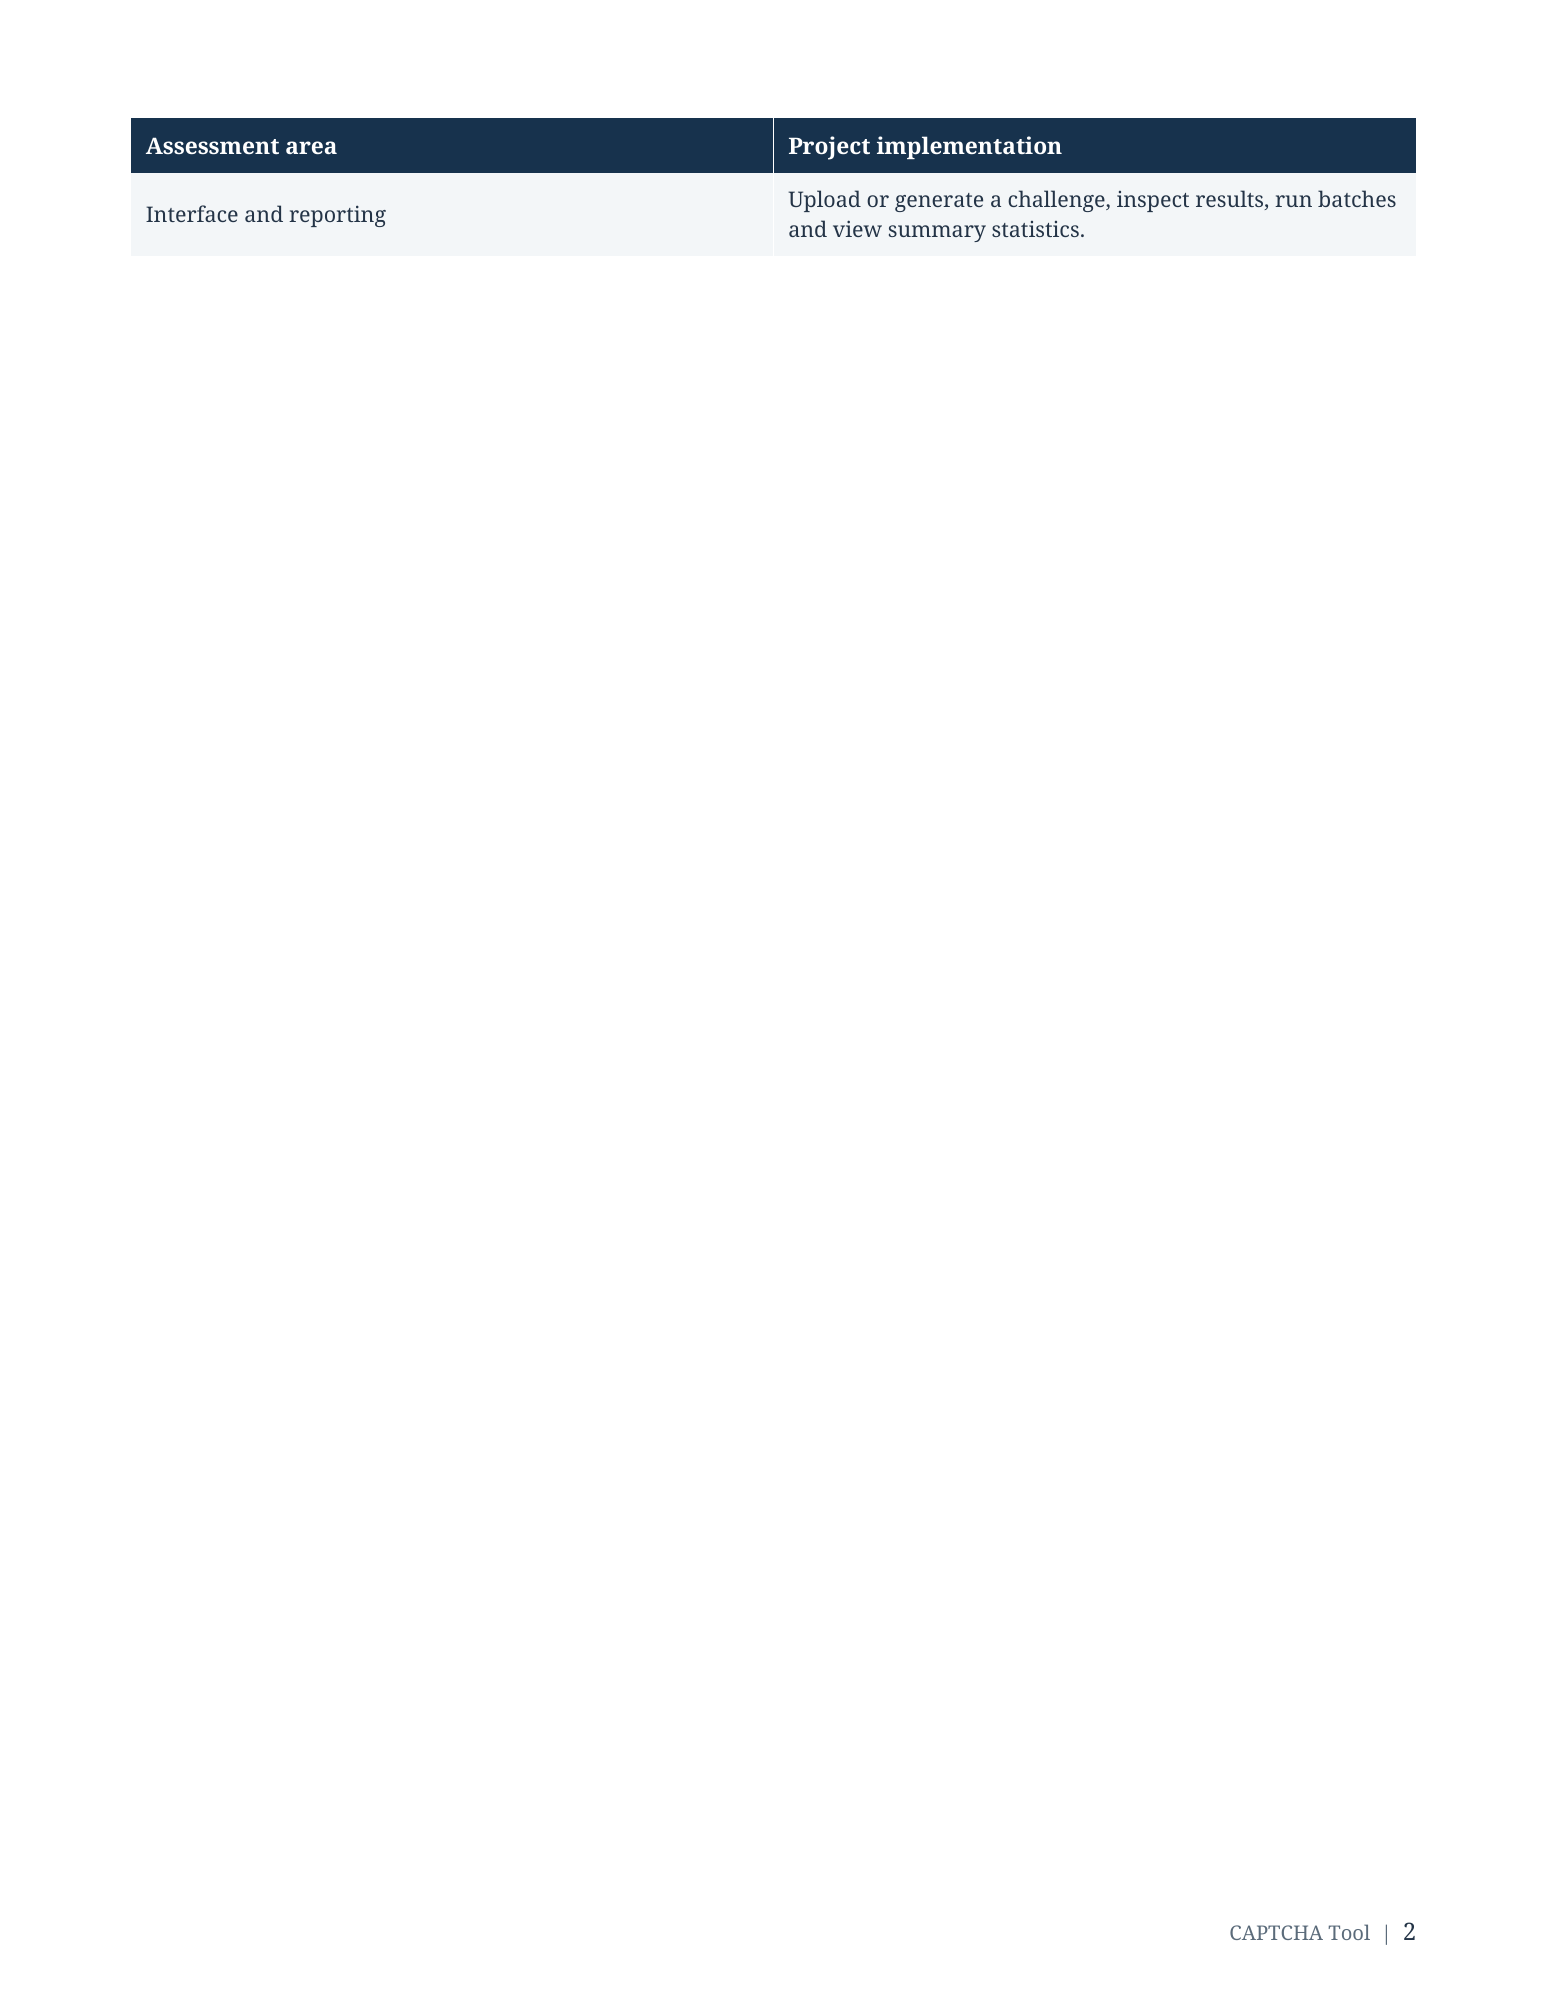 Assessment area
Project implementation
Interface and reporting
Upload or generate a challenge, inspect results, run batches
and view summary statistics.
CAPTCHA Tool | 2